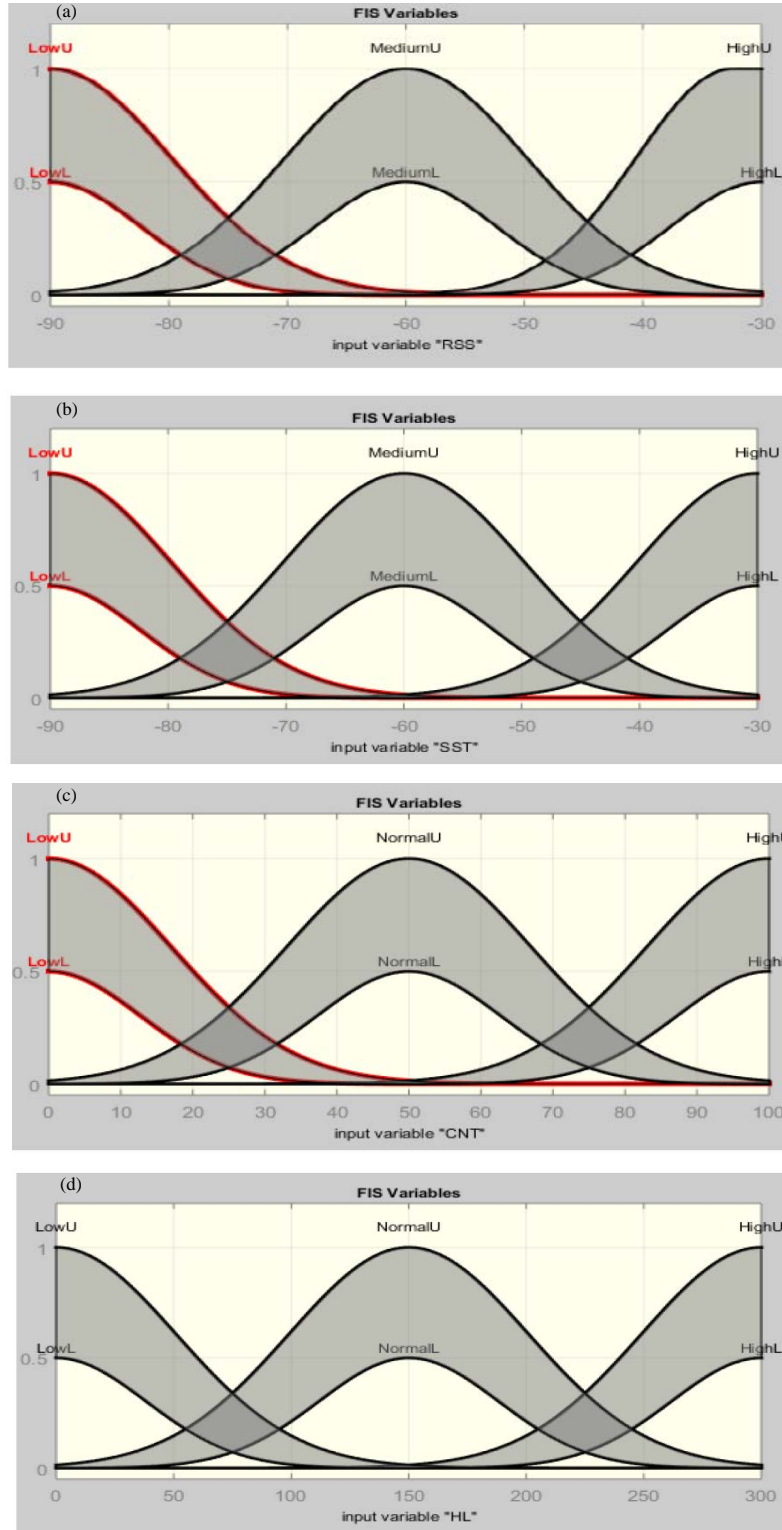 (a)
FIS Variables
LowU MediumU HighU
1
LowL MediumL HighL
0.5
0
-90 -80 -70 -60 -50 -40 -30
input variable "RSS"
(b)
FIS Variables
LowU MediumU HighU
1
LowL MediumL HighL
0.5
0
-90 -80 -70 -60 -50 -40 -30
input variable "SST"
(c)
FIS Variables
LowU NormalU HighU
1
LowL NormalL High
0.5
0
0 10 20 30 40 50 60 70 80 90 100
input variable "CNT"
(d)
FIS Variables
LowU NormalU HighU
1
LowL NormalL HighL
0.5
0
0 50 100 150 200 250 300
input variable "HL"